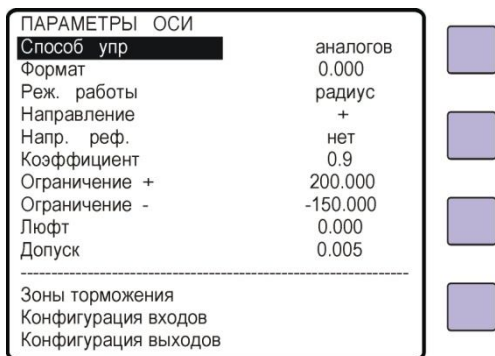 ПАРАМЕТРЫ ОСИ
Способ упр аналогов
Формат 0.000
Реж. работы радиус
Направление +
Напр. реф. нет
Коэффициент 0.9
Ограничение + 200.000
Ограничение - -150.000
Люфт 0.000
Допуск 0.005
Зоны торможения
Конфигурация входов
Конфигурация выходов